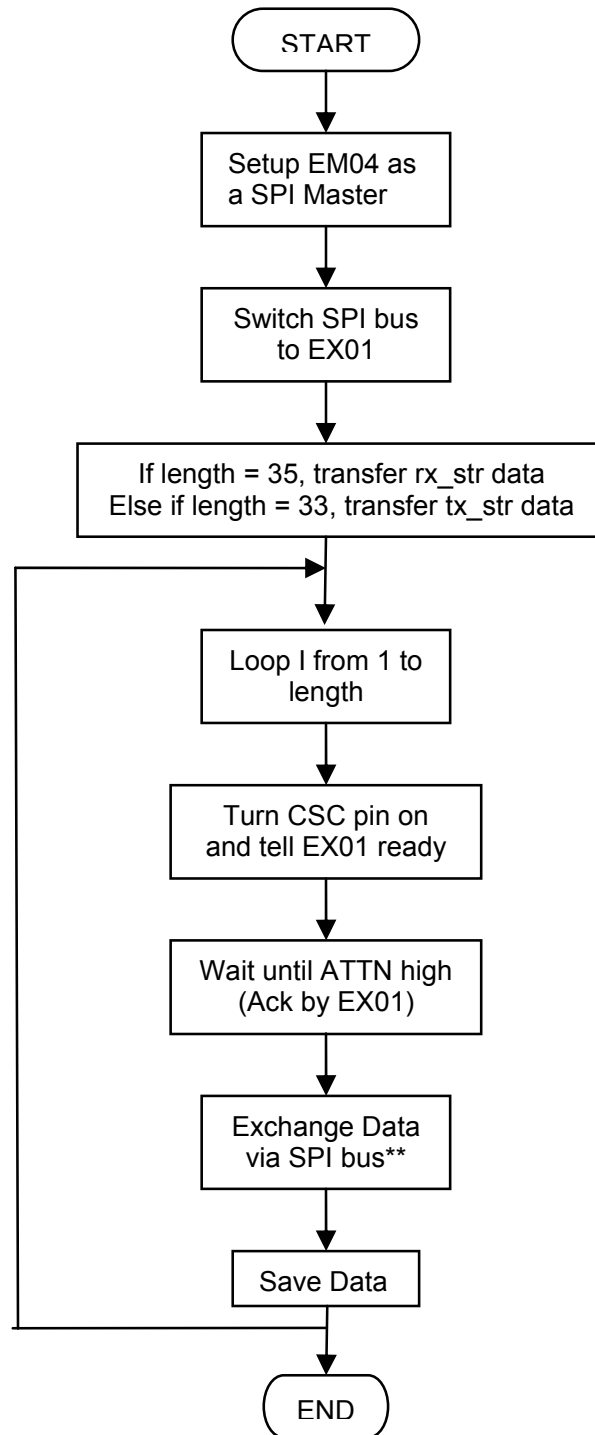 START
Setup EM04 as
a SPI Master
Switch SPI bus
to EX01
If length = 35, transfer rx_str data
Else if length = 33, transfer tx_str data
Loop I from 1 to
length
Turn CSC pin on
and tell EX01 ready
Wait until ATTN high
(Ack by EX01)
Exchange Data
via SPI bus**
Save Data
END